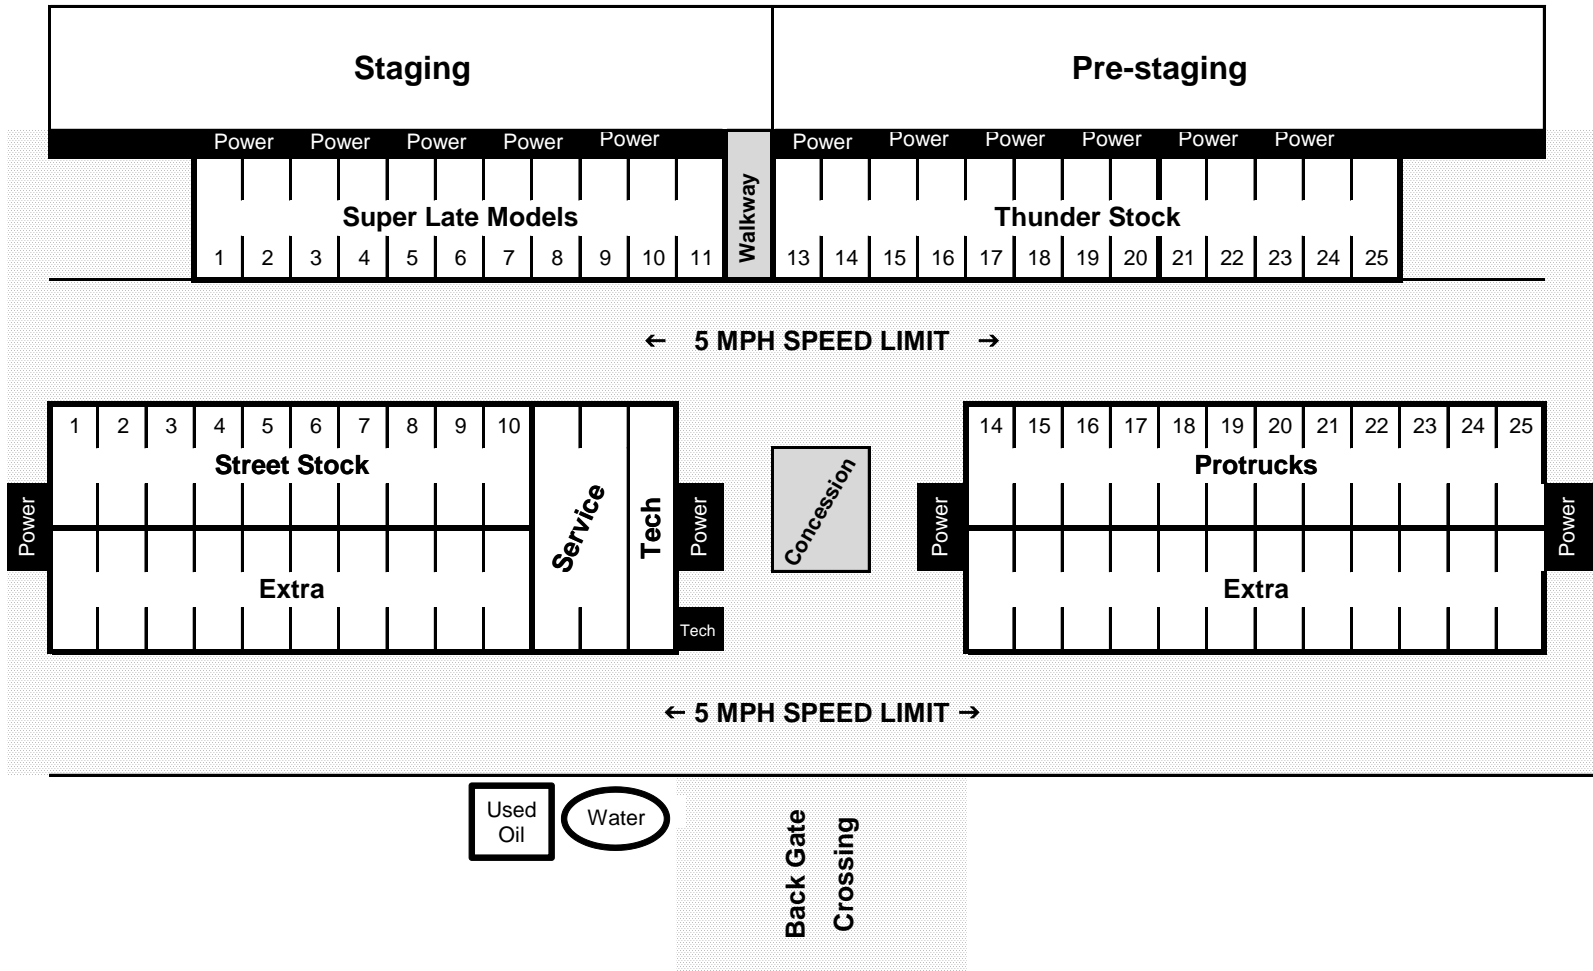 Staging Pre-staging
Power Power Power Power Power Power Power Power Power Power Power
Walkway
Super Late Models Thunder Stock
1 2 3 4 5 6 7 8 9 10 11 13 14 15 16 17 18 19 20 21 22 23 24 25
← 5 MPH SPEED LIMIT →
1 2 3 4 5 6 7 8 9 10 14 15 16 17 18 19 20 21 22 23 24 25
Street Stock Protrucks
Power Service Tech Power Concession Power Power
Extra Extra
Tech
← 5 MPH SPEED LIMIT →
Used
Oil
Water
Back Gate
Crossing